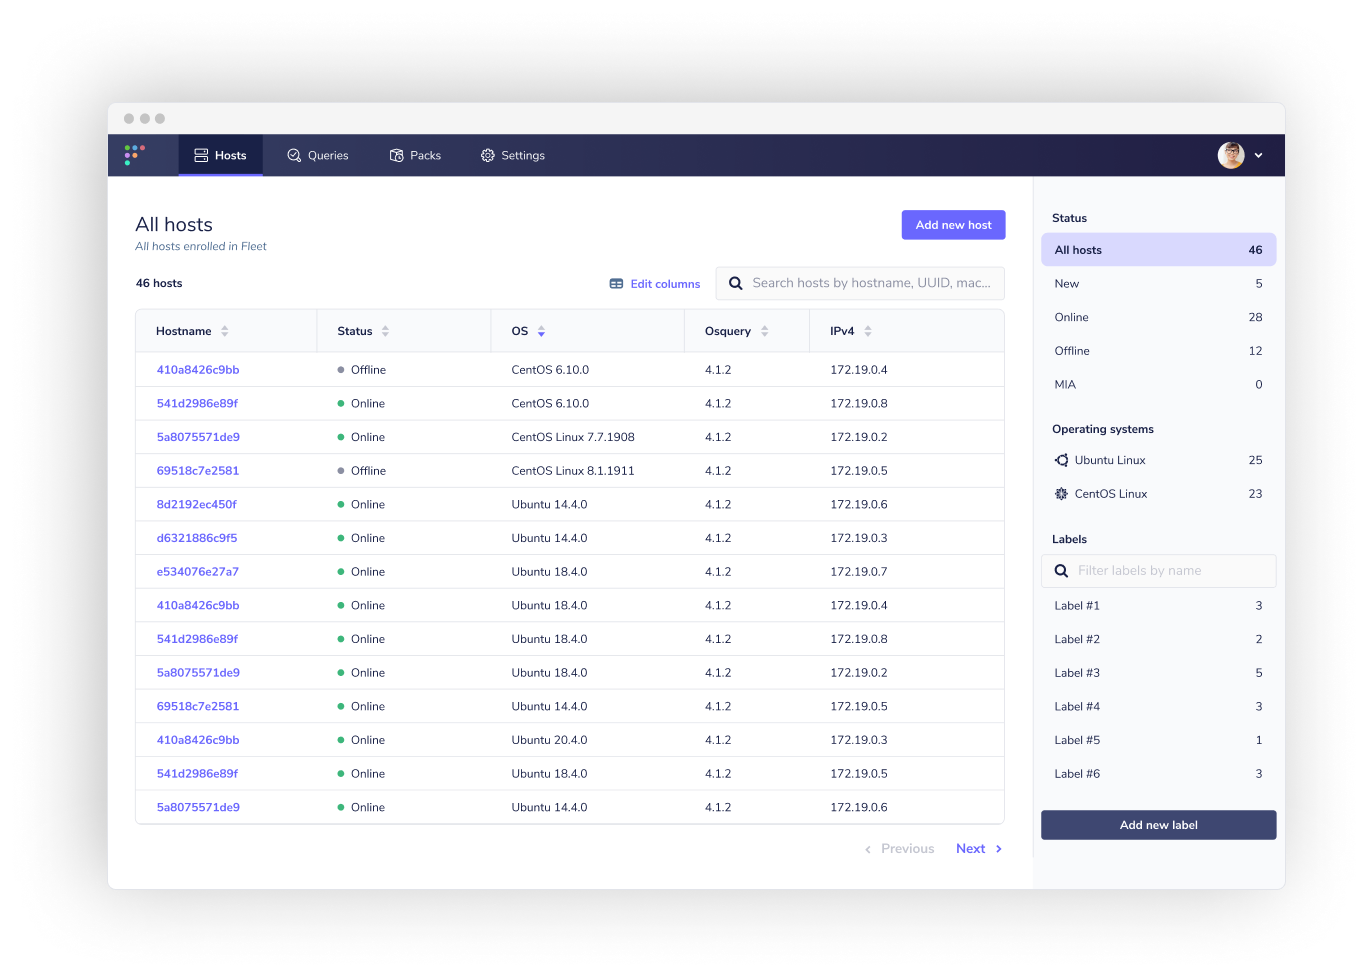 Hosts Queries Packs Settings
All hosts
All hosts enrolled in Fleet
Add new host
46 hosts
Edit columns
Search hosts by hostname, UUID, mac...
Hostname Status OS Osquery IPv4
410a8426c9bb Offline CentOS 6.10.0 4.1.2 172.19.0.4
541d2986e89f Online CentOS 6.10.0 4.1.2 172.19.0.8
5a8075571de9 Online CentOS Linux 7.7.1908 4.1.2 172.19.0.2
69518c7e2581 Offline CentOS Linux 8.1.1911 4.1.2 172.19.0.5
8d2192ec450f Online Ubuntu 14.4.0 4.1.2 172.19.0.6
d6321886c9f5 Online Ubuntu 14.4.0 4.1.2 172.19.0.3
e534076e27a7 Online Ubuntu 18.4.0 4.1.2 172.19.0.7
410a8426c9bb Online Ubuntu 18.4.0 4.1.2 172.19.0.4
541d2986e89f Online Ubuntu 18.4.0 4.1.2 172.19.0.8
5a8075571de9 Online Ubuntu 18.4.0 4.1.2 172.19.0.2
69518c7e2581 Online Ubuntu 14.4.0 4.1.2 172.19.0.5
410a8426c9bb Online Ubuntu 20.4.0 4.1.2 172.19.0.3
541d2986e89f Online Ubuntu 18.4.0 4.1.2 172.19.0.5
5a8075571de9 Online Ubuntu 14.4.0 4.1.2 172.19.0.6
Previous Next
Status
All hosts 46
New 5
Online 28
Offline 12
MIA 0
Operating systems
Ubuntu Linux 25
CentOS Linux 23
Labels
Filter labels by name
Label #1 3
Label #2 2
Label #3 5
Label #4 3
Label #5 1
Label #6 3
Add new label